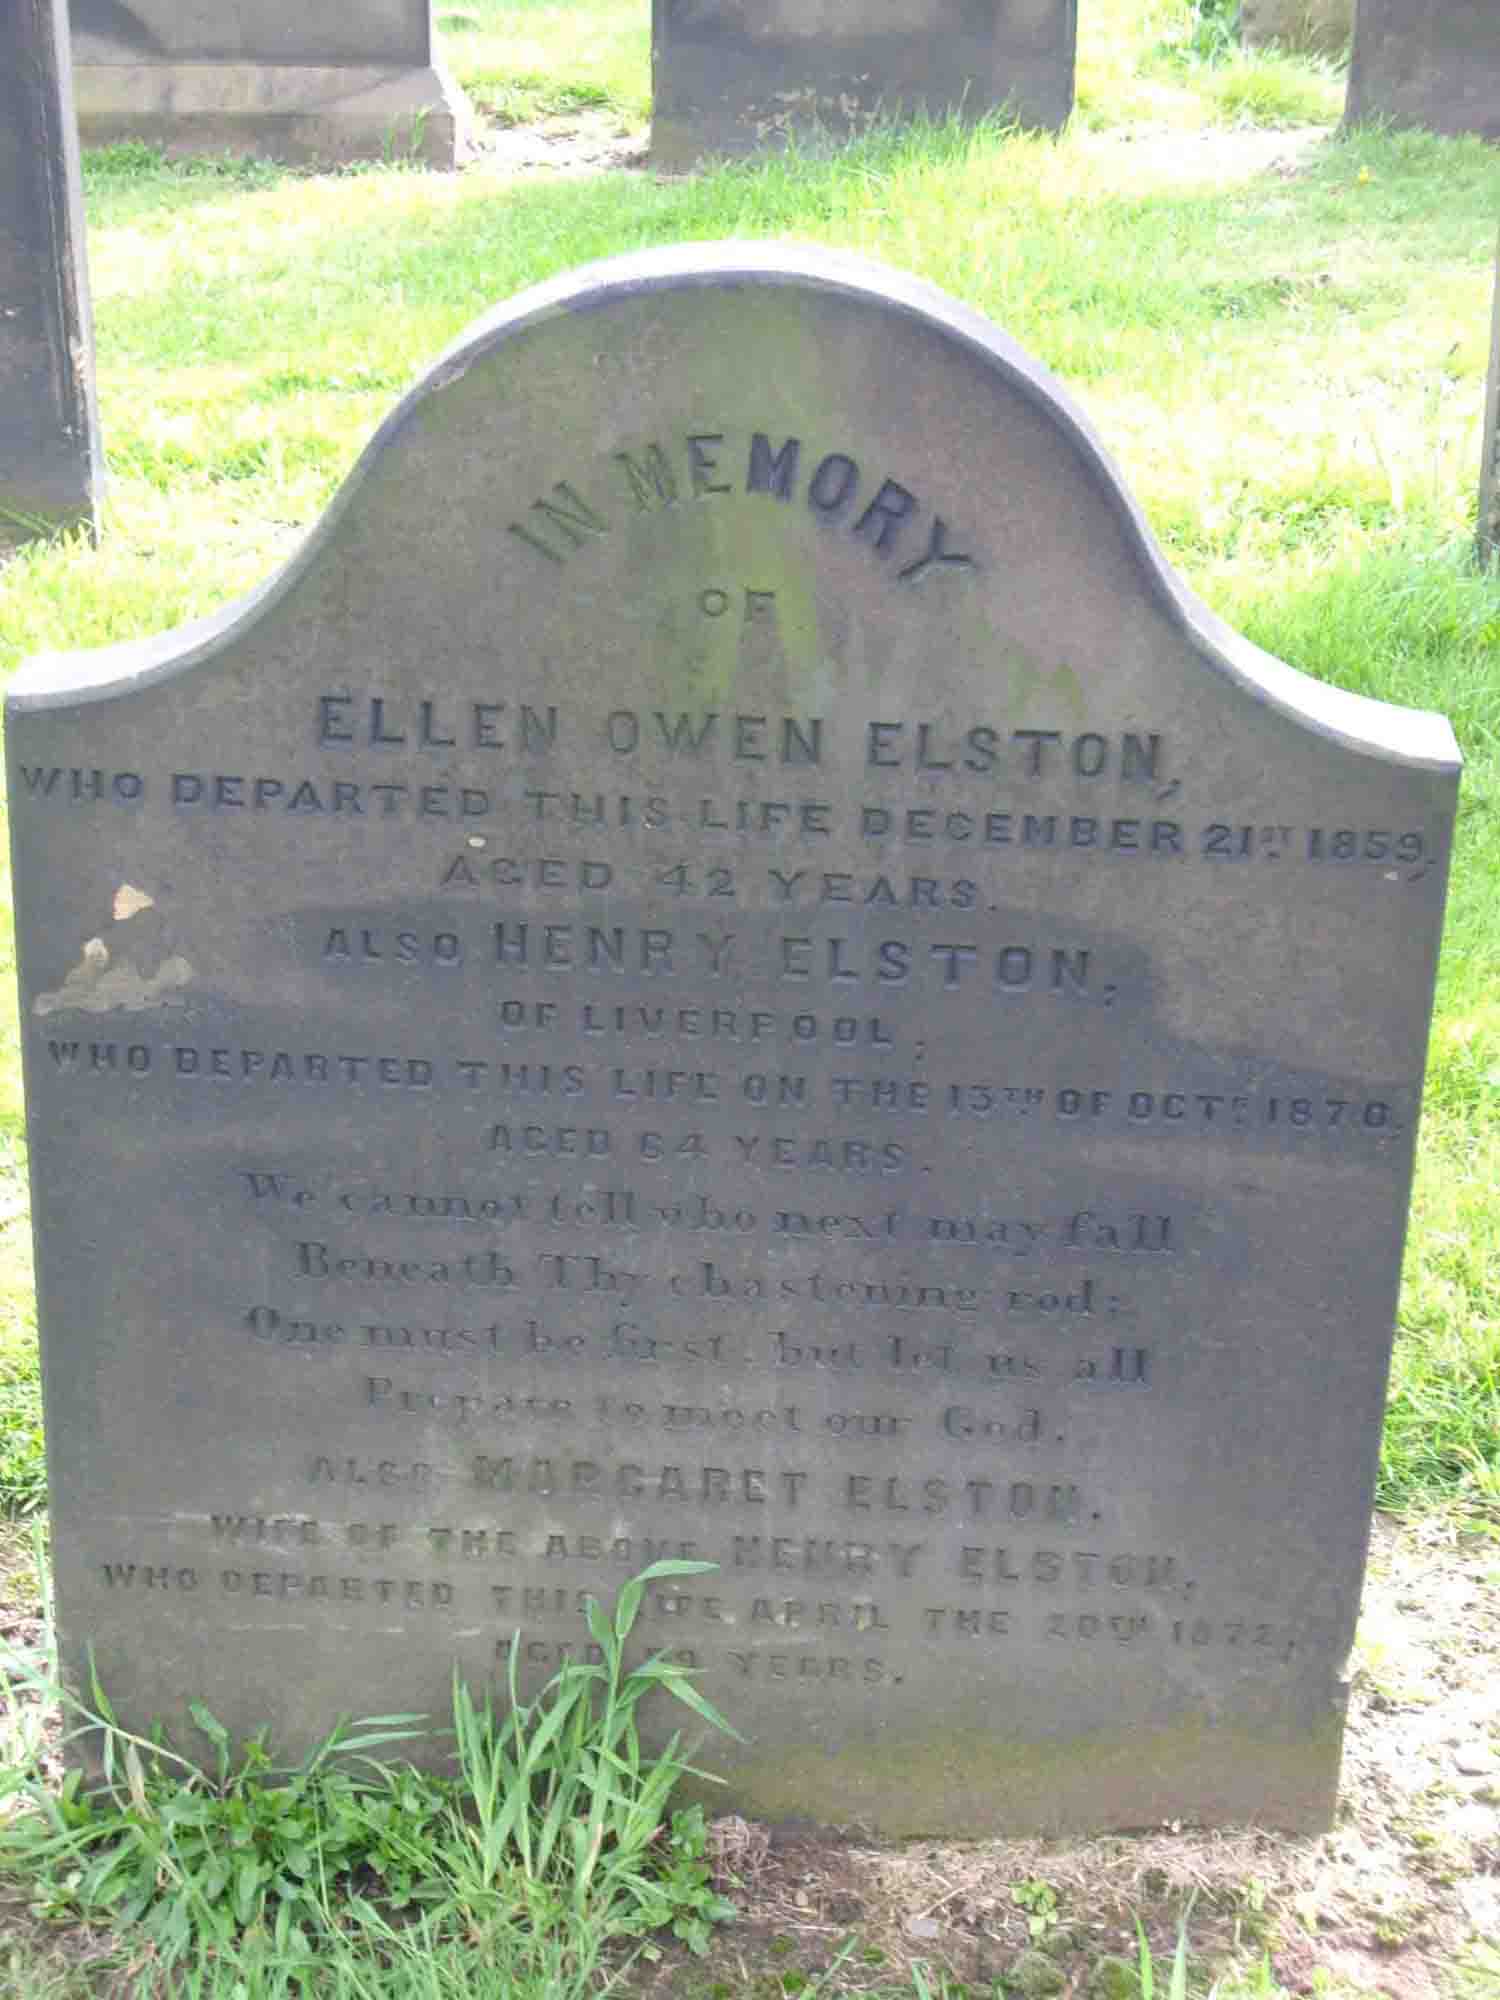 IN MEMORY
OF
ELLEN OWEN ELSTON,
WHO DEPARTED THIS LIFE DECEMBER 21ST 1859,
AGED 42 YEARS.
ALSO HENRY ELSTON,
OF LIVERPOOL,
WHO DEPARTED THIS LIFE ON THE 13TH OF OCTR 1870.
AGED 64 YEARS.
We cannot tell who next may fall
Beneath Thy chastening rod;
One must be first, but let us all
Prepare to meet our God.
ALSO MARGARET ELSTON,
WIFE OF THE ABOVE HENRY ELSTON,
WHO DEPARTED THIS LIFE APRIL THE 20TH 1872,
AGED YEARS.